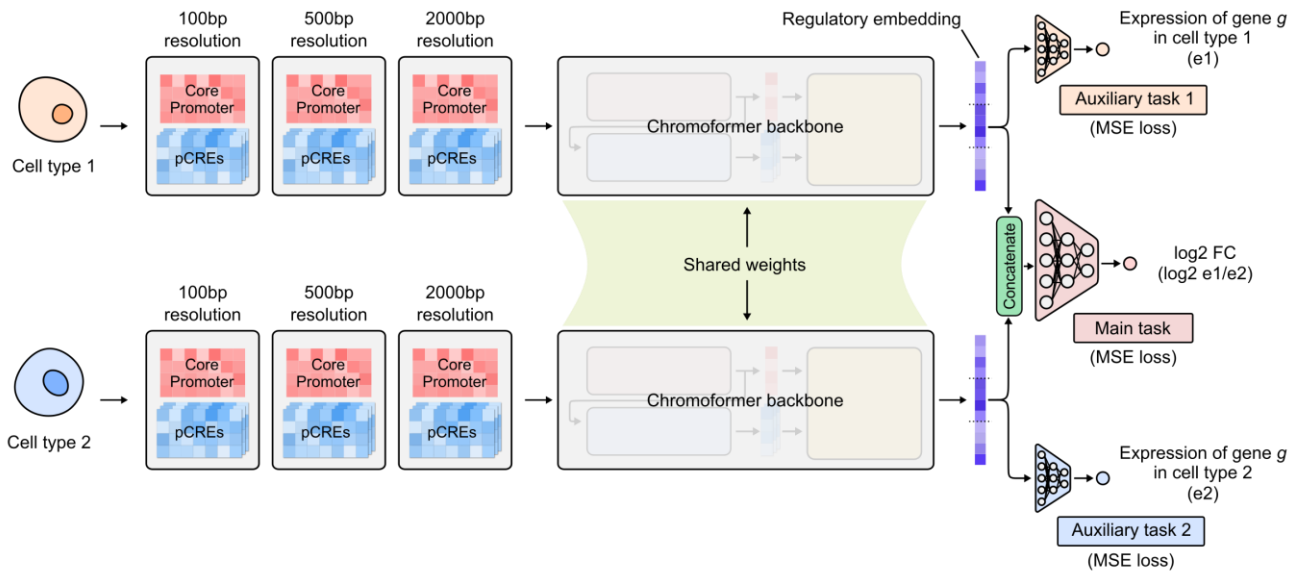 100bp
resolution
500bp
resolution
2000bp
resolution
Core
Promoter
pCREs
Core
Promoter
pCREs
Core
Promoter
pCREs
Cell type 1
Chromoformer backbone
Regulatory embedding
Expression of gene g
in cell type 1
(e1)
Auxiliary task 1
(MSE loss)
Shared weights
Concatenate
log2 FC
(log2 e1/e2)
Main task
(MSE loss)
100bp
resolution
500bp
resolution
2000bp
resolution
Core
Promoter
pCREs
Core
Promoter
pCREs
Core
Promoter
pCREs
Cell type 2
Chromoformer backbone
Expression of gene g
in cell type 2
(e2)
Auxiliary task 2
(MSE loss)